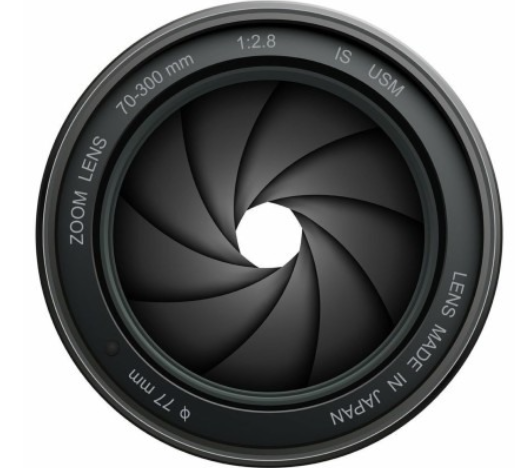 ZOOM LENS 70-300 mm 1:2.8 IS USM
LENS MADE IN JAPAN
ϕ 77 mm